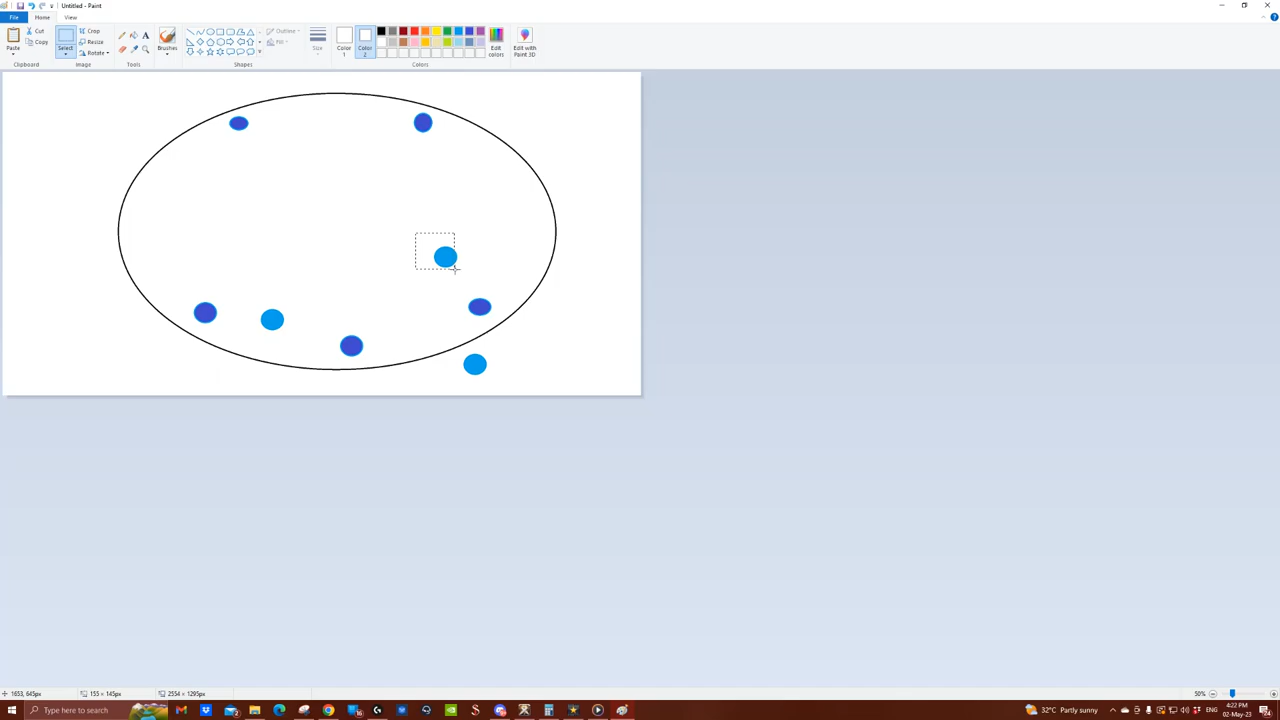 Untitled - Paint
File Home View
Paste
Cut
Copy
Clipboard
Select
Crop
Resize
Rotate
Image
Tools
Brushes
Shapes
Outline
Fill
Size
Color 1
Color 2
Colors
Edit colors
Edit with Paint 3D
1653, 645px
155 × 145px
2554 × 1295px
50%
Type here to search
32°C Partly sunny
ENG
4:22 PM
02-May-23